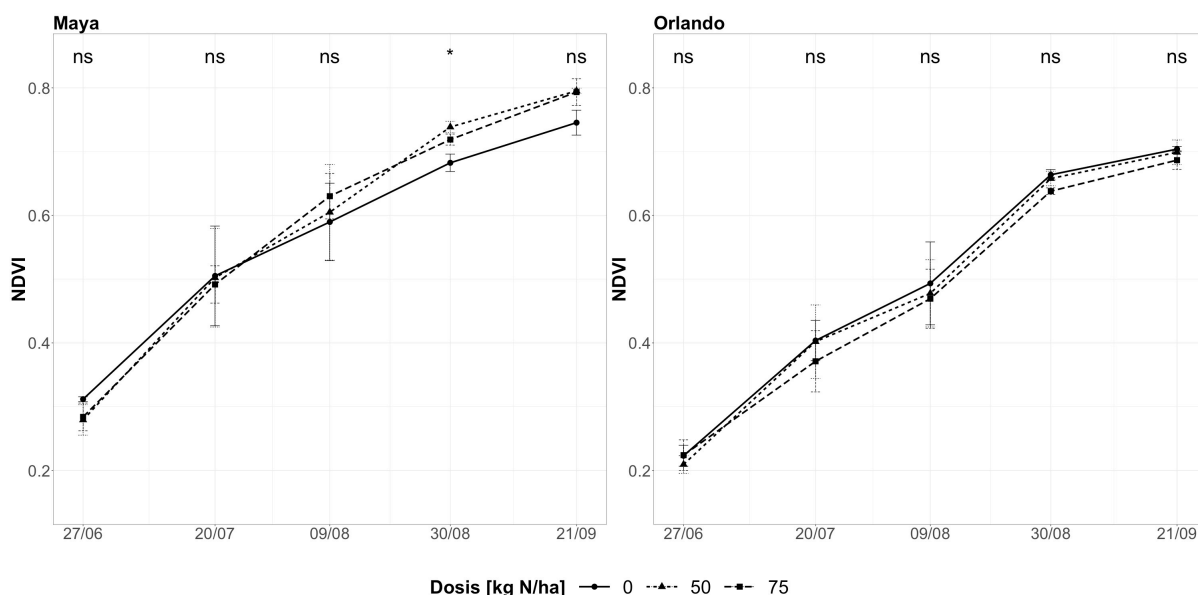 Maya
ns ns ns * ns
NDVI
0.8
0.6
0.4
0.2
27/06 20/07 09/08 30/08 21/09
Orlando
ns ns ns ns ns
NDVI
0.8
0.6
0.4
0.2
27/06 20/07 09/08 30/08 21/09
Dosis [kg N/ha] 0 50 75